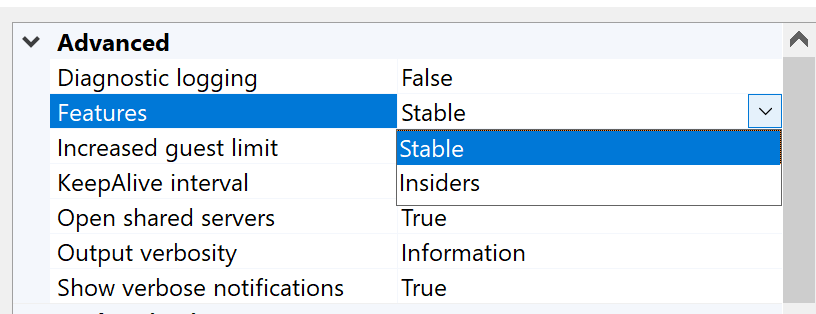 Advanced
Diagnostic logging False
Features Stable
Increased guest limit Stable
KeepAlive interval Insiders
Open shared servers True
Output verbosity Information
Show verbose notifications True